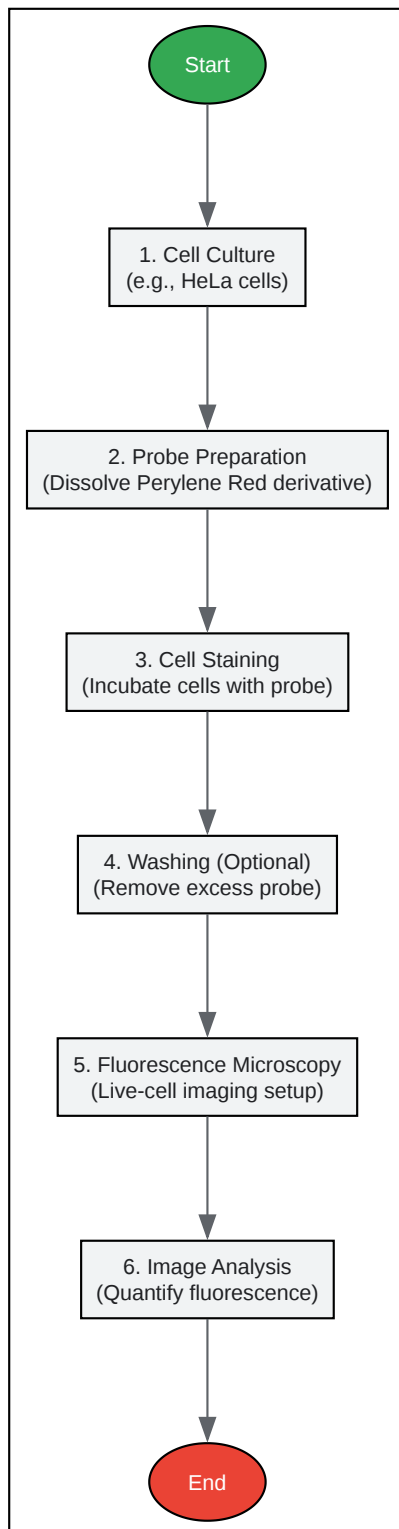 Start
1. Cell Culture
(e.g., HeLa cells)
2. Probe Preparation
(Dissolve Perylene Red derivative)
3. Cell Staining
(Incubate cells with probe)
4. Washing (Optional)
(Remove excess probe)
5. Fluorescence Microscopy
(Live-cell imaging setup)
6. Image Analysis
(Quantify fluorescence)
End